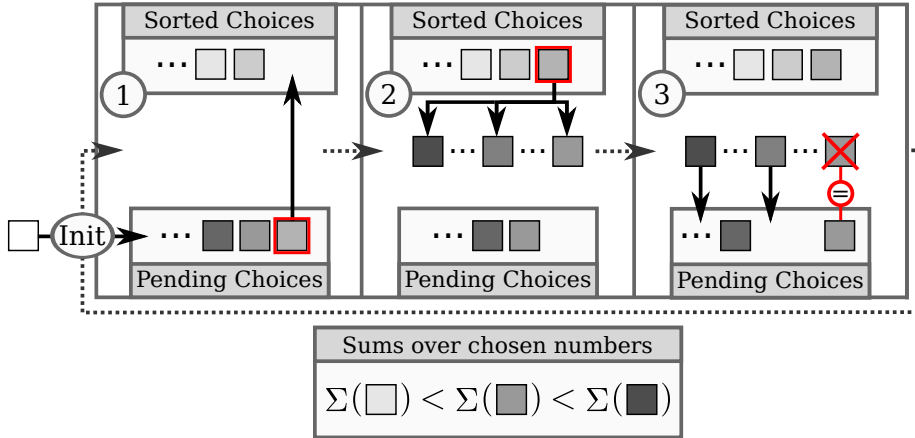 Sorted Choices
Sorted Choices
Sorted Choices
...
...
...
1
2
3
... ...
... ...
=
Init
...
...
...
Pending Choices
Pending Choices
Pending Choices
Sums over chosen numbers
Σ( ) < Σ( ) < Σ( )